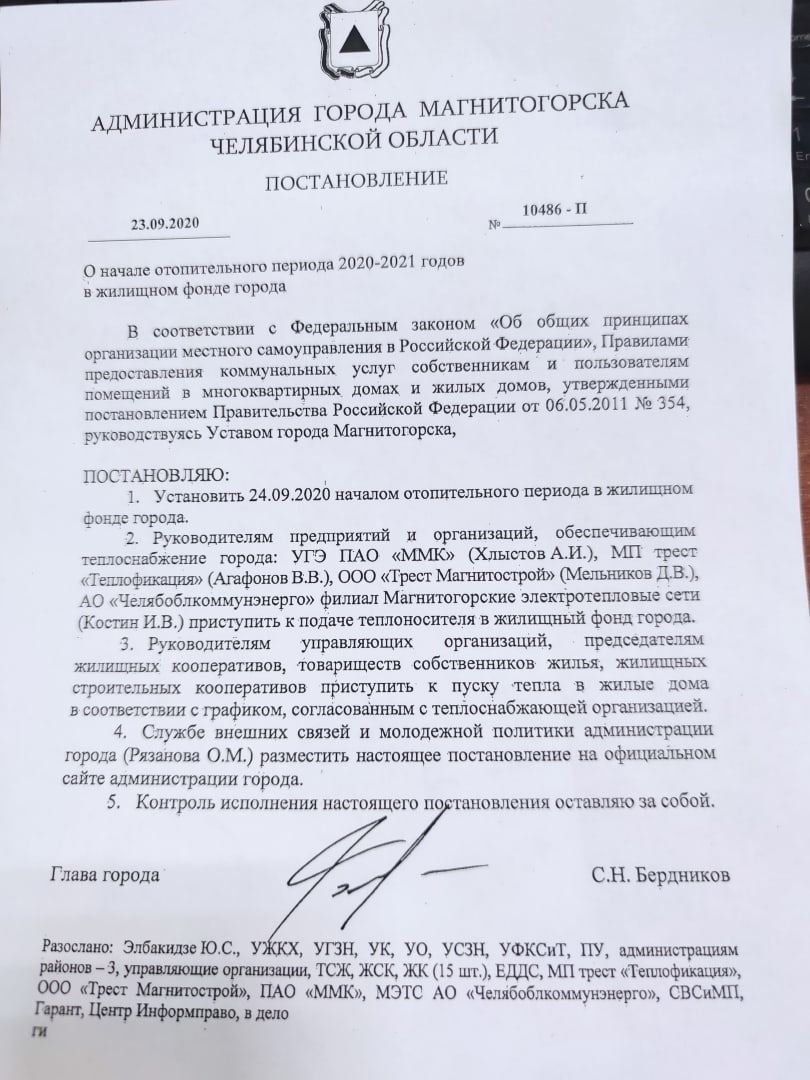 АДМИНИСТРАЦИЯ ГОРОДА МАГНИТОГОРСКА
ЧЕЛЯБИНСКОЙ ОБЛАСТИ
ПОСТАНОВЛЕНИЕ
23.09.2020 № 10486 - П
О начале отопительного периода 2020-2021 годов
в жилищном фонде города
В соответствии с Федеральным законом «Об общих принципах
организации местного самоуправления в Российской Федерации», Правилами
предоставления коммунальных услуг собственникам и пользователям
помещений в многоквартирных домах и жилых домов, утвержденными
постановлением Правительства Российской Федерации от 06.05.2011 № 354,
руководствуясь Уставом города Магнитогорска,
ПОСТАНОВЛЯЮ:
1. Установить 24.09.2020 началом отопительного периода в жилищном
фонде города.
2. Руководителям предприятий и организаций, обеспечивающим
теплоснабжение города: УГЭ ПАО «ММК» (Хлыстов А.И.), МП трест
«Теплофикация» (Агафонов В.В.), ООО «Трест Магнитострой» (Мельников Д.В.),
АО «Челябоблкоммунэнерго» филиал Магнитогорские электротепловые сети
(Костин И.В.) приступить к подаче теплоносителя в жилищный фонд города.
3. Руководителям управляющих организаций, председателям
жилищных кооперативов, товариществ собственников жилья, жилищных
строительных кооперативов приступить к пуску тепла в жилые дома
в соответствии с графиком, согласованным с теплоснабжающей организацией.
4. Службе внешних связей и молодежной политики администрации
города (Рязанова О.М.) разместить настоящее постановление на официальном
сайте администрации города.
5. Контроль исполнения настоящего постановления оставляю за собой.
Глава города С.Н. Бердников
Разослано: Элбакидзе Ю.С., УЖКХ, УГЗН, УК, УО, УСЗН, УФКСиТ, ПУ, администрациям
районов – 3, управляющие организации, ТСЖ, ЖСК, ЖК (15 шт.), ЕДДС, МП трест «Теплофикация»,
ООО «Трест Магнитострой», ПАО «ММК», МЭТС АО «Челябоблкоммунэнерго», СВСиМП,
Гарант, Центр Информправо, в дело
ги